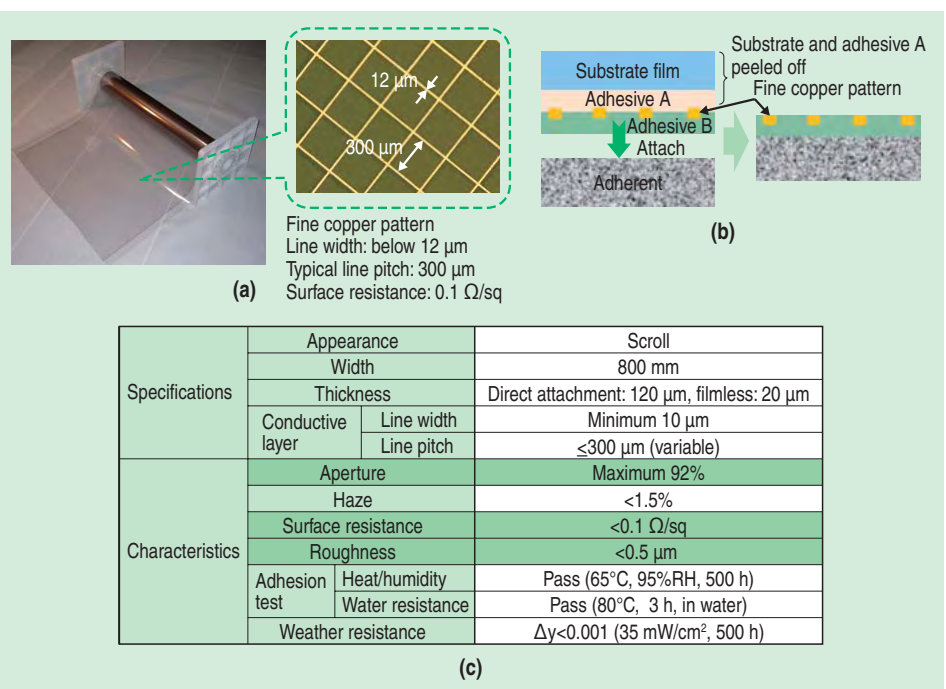 12 µm
300 µm
Fine copper pattern
Line width: below 12 µm
Typical line pitch: 300 µm
Surface resistance: 0.1 Ω/sq
(a)
Substrate film
Adhesive A
Adhesive B
Attach
Adherent
Substrate and adhesive A
peeled off
Fine copper pattern
(b)
Specifications
Appearance
Scroll
Width
800 mm
Thickness
Direct attachment: 120 µm, filmless: 20 µm
Conductive
layer
Line width
Minimum 10 µm
Line pitch
≤300 µm (variable)
Characteristics
Aperture
Maximum 92%
Haze
<1.5%
Surface resistance
<0.1 Ω/sq
Roughness
<0.5 µm
Adhesion
test
Heat/humidity
Pass (65°C, 95%RH, 500 h)
Water resistance
Pass (80°C, 3 h, in water)
Weather resistance
Δy<0.001 (35 mW/cm², 500 h)
(c)